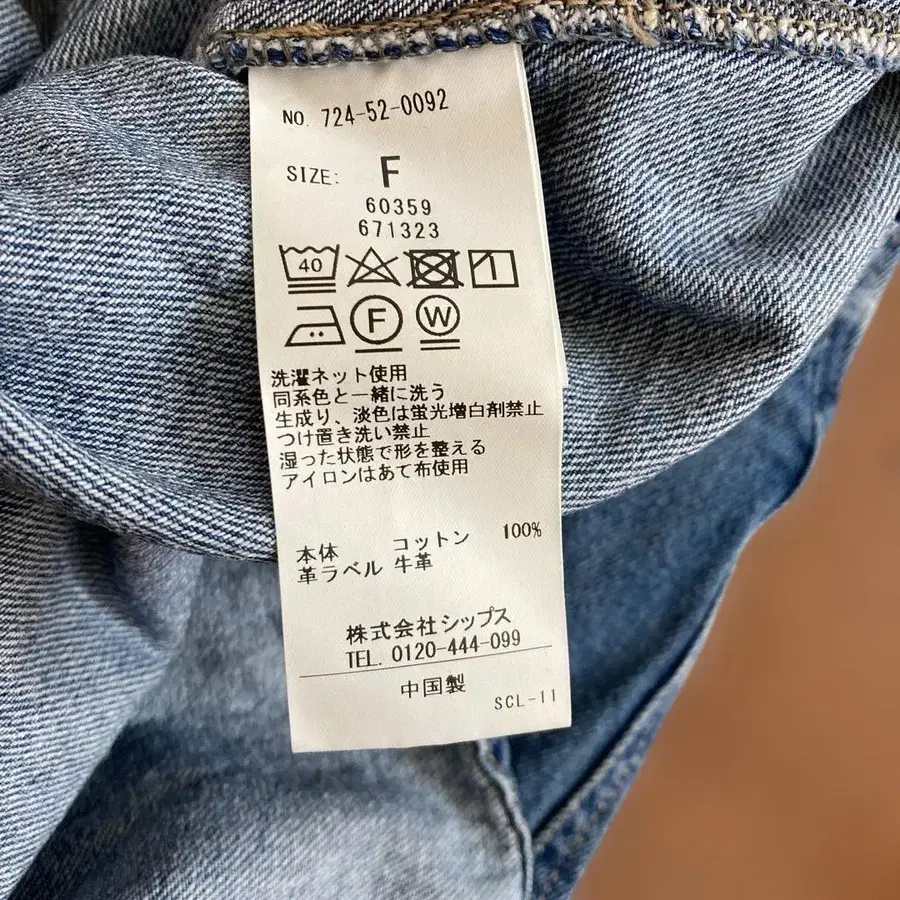 NO. 724-52-0092
SIZE: F
60359
671323
40
F W
洗濯ネット使用
同系色と一緒に洗う
生成り、淡色は蛍光増白剤禁止
つけ置き洗い禁止
湿った状態で形を整える
アイロンはあて布使用
本体 コットン 100%
革ラベル 牛革
株式会社シップス
TEL. 0120-444-099
中国製
SCL-11